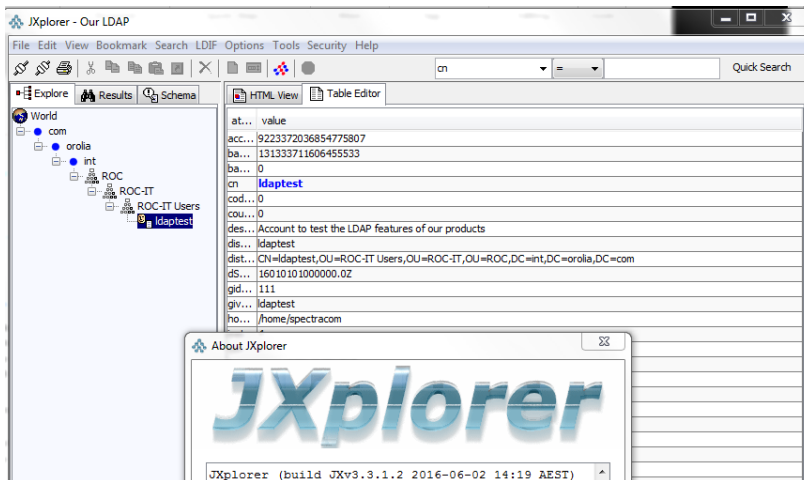 JXplorer - Our LDAP
File Edit View Bookmark Search LDIF Options Tools Security Help
cn = Quick Search
Explore Results Schema HTML View Table Editor
World
com
orolia
int
ROC
ROC-IT
ROC-IT Users
ldaptest
at... value
acc... 9223372036854775807
ba... 131333711606455533
ba... 0
cn ldaptest
cod... 0
cou... 0
des... Account to test the LDAP features of our products
dis... ldaptest
dist... CN=ldaptest,OU=ROC-IT Users,OU=ROC-IT,OU=ROC,DC=int,DC=orolia,DC=com
dS... 16010101000000.0Z
gid... 111
giv... ldaptest
ho... /home/spectracom
About JXplorer
JXplorer
JXplorer (build JXv3.3.1.2 2016-06-02 14:19 AEST)